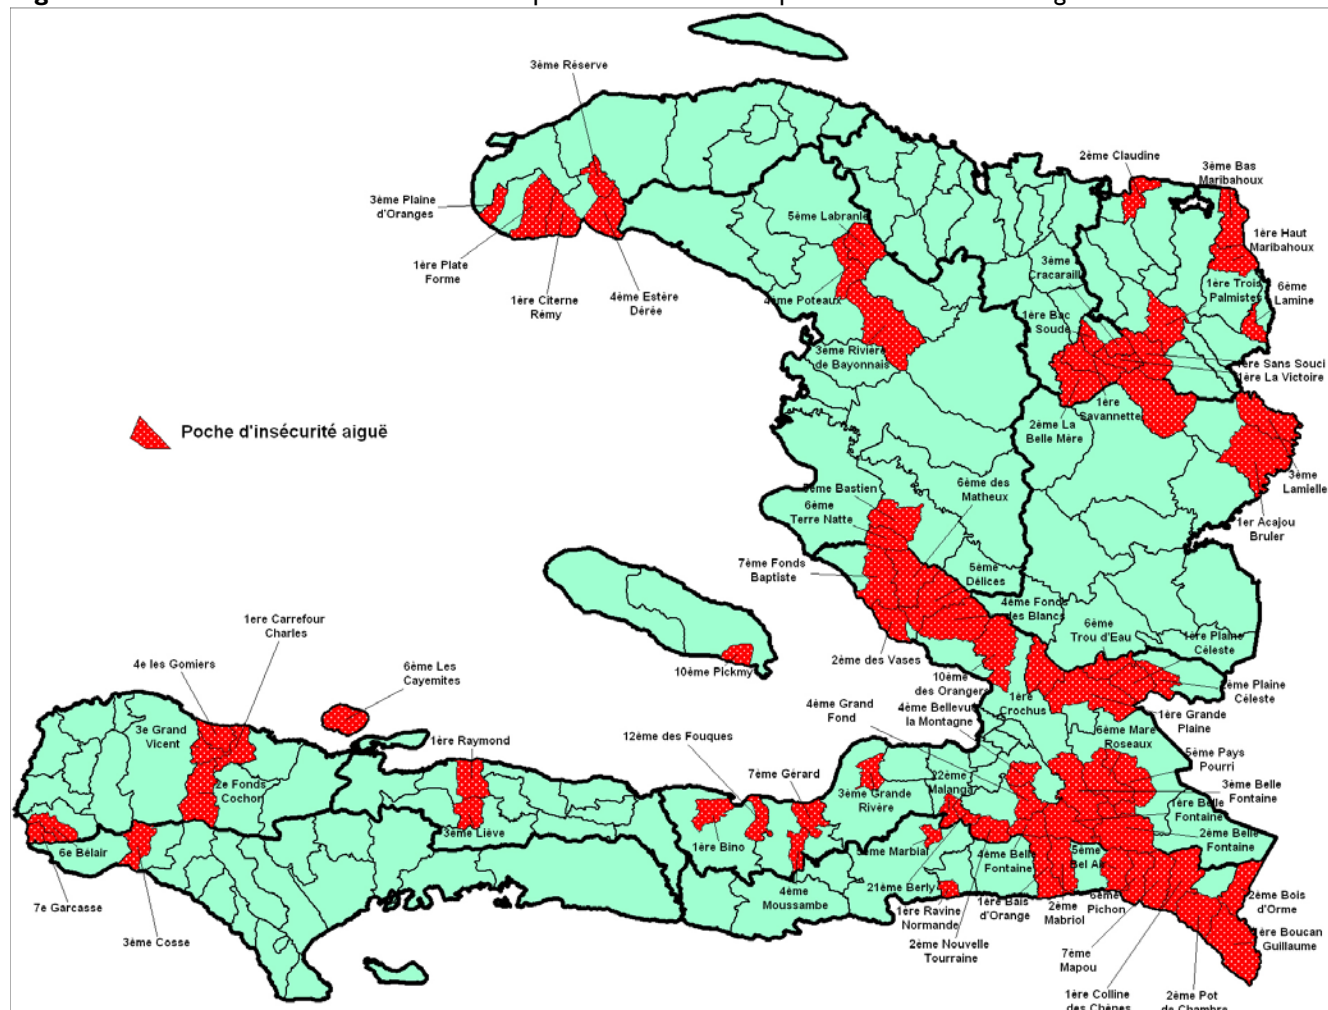 3ème Réserve
2ème Claudine
3ème Bas
Maribahoux
3ème Plaine
d'Oranges
5ème Labranle
1ère Haut
Maribahoux
1ère Plate
Forme
3ème
Cracaraille
1ère Trois
Palmistes
6ème
Lamine
1ère Citerne
Rémy
4ème Estère
Dérée
4ème Poteaux
1ère Bac
Soude
3ème Rivière
de Bayonnais
1ère Sans Souci
1ère La Victoire
1ère
Savannette
2ème La
Belle Mère
Poche d'insécurité aiguë
3ème
Lamielle
1er Acajou
Bruler
Bastien
6ème des
Matheux
6ème
Terre Natte
7ème Fonds
Baptiste
5ème
Délices
4ème Fonds
des Blancs
6ème
Trou d'Eau
1ère Plaine
Céleste
1ere Carrefour
Charles
4e les Gomiers
6ème Les
Cayemites
10ème Pickmy
2ème des Vases
10ème
des Orangers
1ère
Crochus
2ème Plaine
Céleste
4ème Grand
Fond
4ème Bellevue
la Montagne
1ère Grande
Plaine
3e Grand
Vicent
1ère Raymond
12ème des Fouques
6ème Mare
Roseaux
5ème Pays
Pourri
7ème Gérard
2e Fonds
Cochon
3ème Grande
Rivère
22ème
Malanga
3ème Belle
Fontaine
1ère Belle
Fontaine
3ème Liève
2ème Belle
Fontaine
6e Bélair
1ère Bino
5ème Marbial
4ème Belle
Fontaine
5ème
Bel Air
7e Garcasse
4ème
Moussambe
21ème Berly
1ère Ravine
Normande
1ère Bais
d'Orange
2ème
Mabriol
6ème
Pichon
2ème Bois
d'Orme
3ème Cosse
2ème Nouvelle
Tourraine
1ère Boucan
Guillaume
7ème
Mapou
1ère Colline
des Chênes
2ème Pot
de Chambre